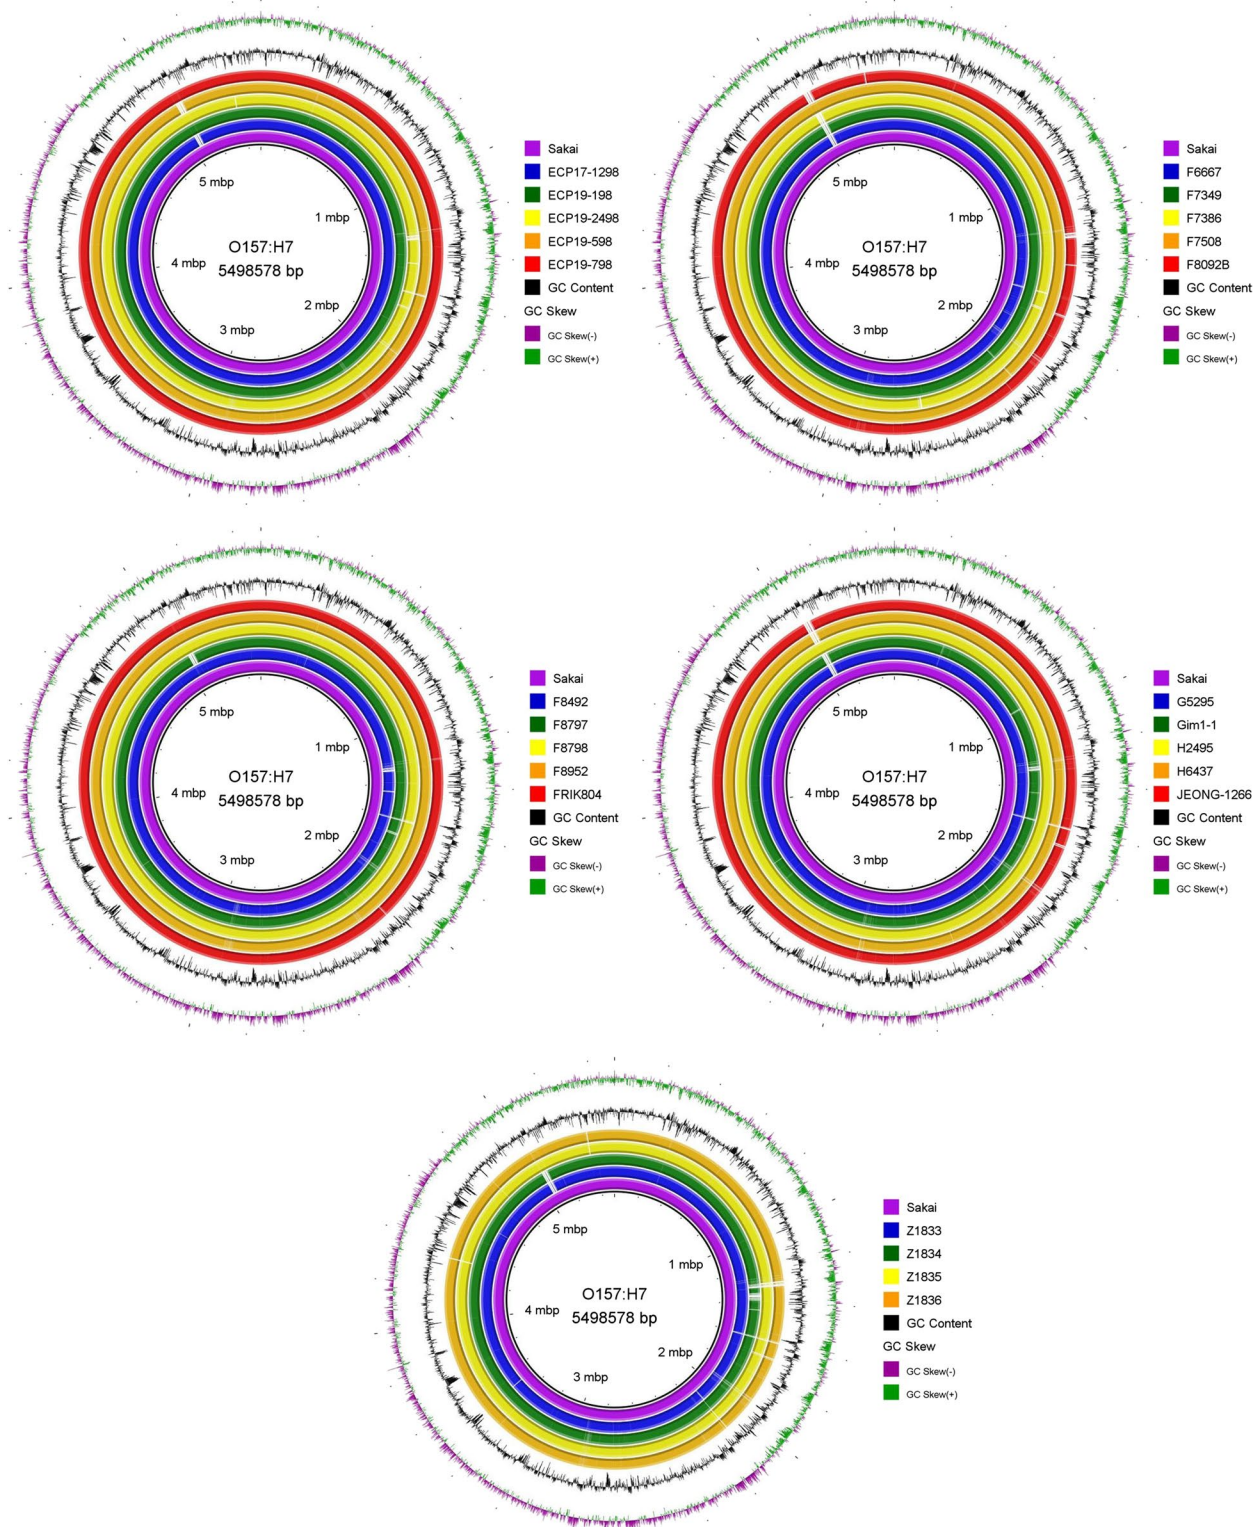 5 mbp
1 mbp
O157:H7
4 mbp
5498578 bp
2 mbp
3 mbp
Sakai
ECP17-1298
ECP19-198
ECP19-2498
ECP19-598
ECP19-798
GC Content
GC Skew
GC Skew(-)
GC Skew(+)
5 mbp
1 mbp
O157:H7
4 mbp
5498578 bp
2 mbp
3 mbp
Sakai
F6667
F7349
F7386
F7508
F8092B
GC Content
GC Skew
GC Skew(-)
GC Skew(+)
5 mbp
1 mbp
O157:H7
4 mbp
5498578 bp
2 mbp
3 mbp
Sakai
F8492
F8797
F8798
F8952
FRIK804
GC Content
GC Skew
GC Skew(-)
GC Skew(+)
5 mbp
1 mbp
O157:H7
4 mbp
5498578 bp
2 mbp
3 mbp
Sakai
G5295
Gim1-1
H2495
H6437
JEONG-1266
GC Content
GC Skew
GC Skew(-)
GC Skew(+)
5 mbp
1 mbp
O157:H7
4 mbp
5498578 bp
2 mbp
3 mbp
Sakai
Z1833
Z1834
Z1835
Z1836
GC Content
GC Skew
GC Skew(-)
GC Skew(+)